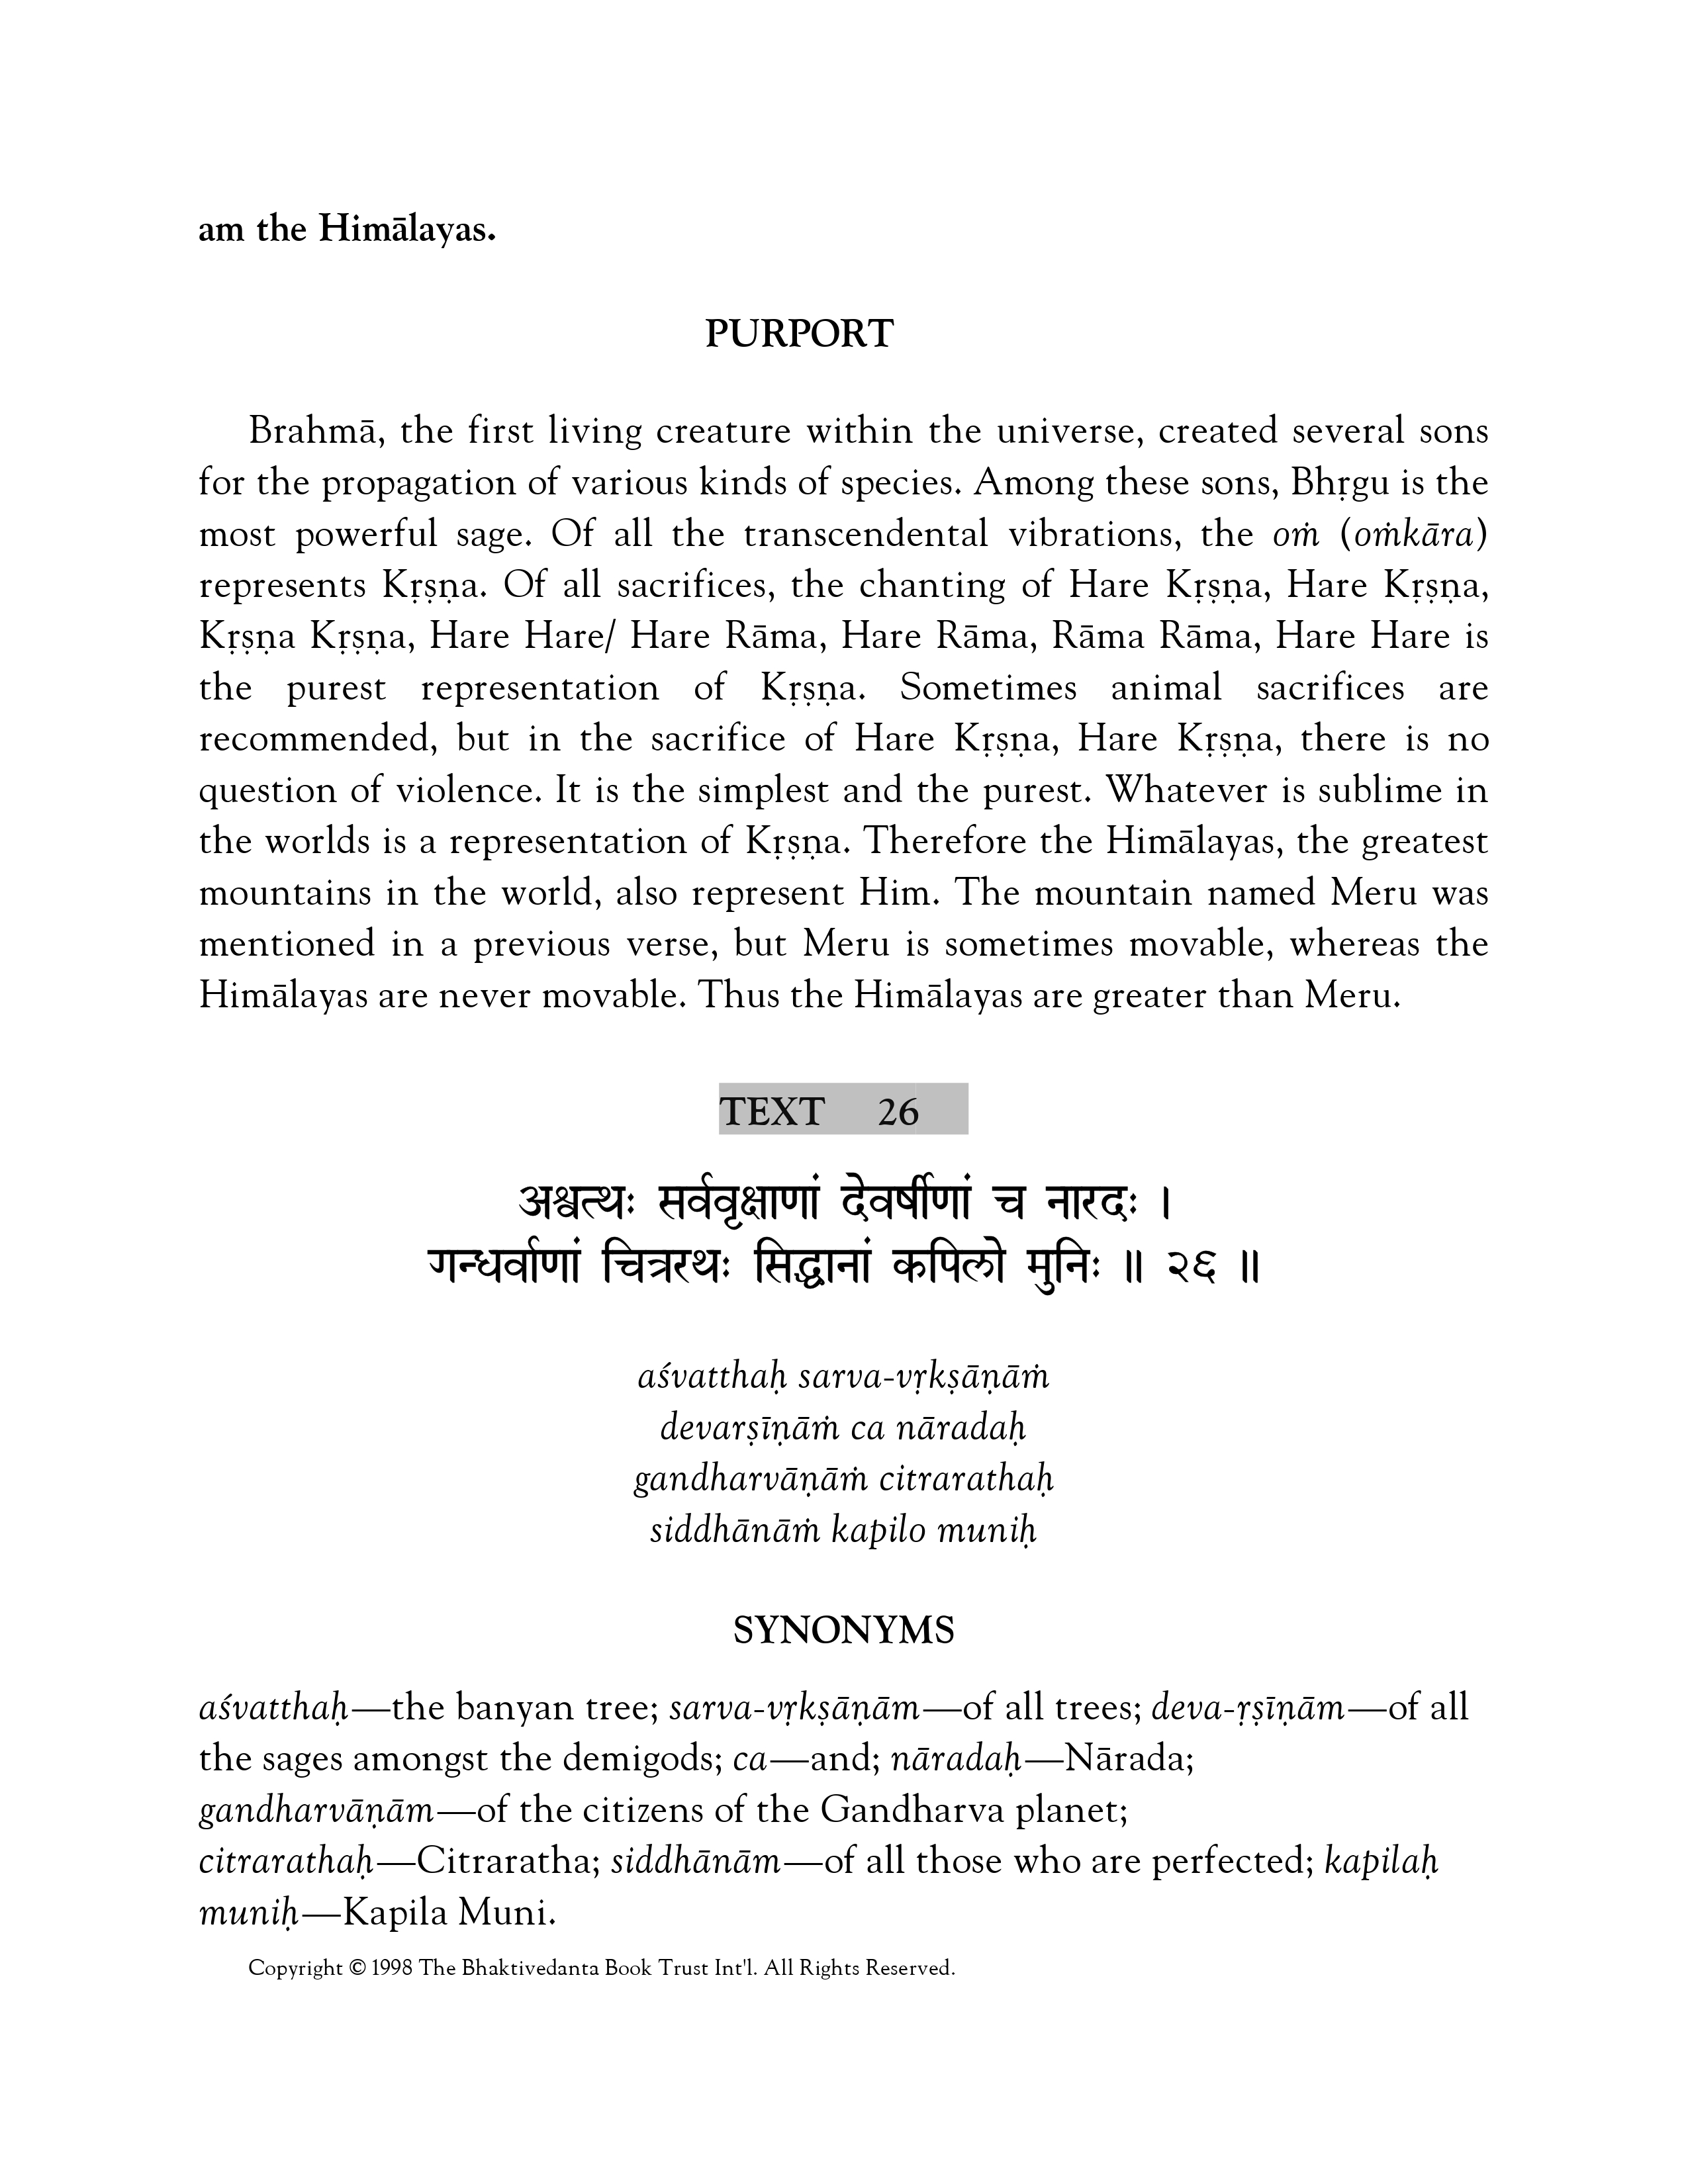 am the Himālayas.
PURPORT
Brahmā, the first living creature within the universe, created several sons
for the propagation of various kinds of species. Among these sons, Bhṛgu is the
most powerful sage. Of all the transcendental vibrations, the oṁ (oṁkāra)
represents Kṛṣṇa. Of all sacrifices, the chanting of Hare Kṛṣṇa, Hare Kṛṣṇa,
Kṛṣṇa Kṛṣṇa, Hare Hare/ Hare Rāma, Hare Rāma, Rāma Rāma, Hare Hare is
the purest representation of Kṛṣṇa. Sometimes animal sacrifices are
recommended, but in the sacrifice of Hare Kṛṣṇa, Hare Kṛṣṇa, there is no
question of violence. It is the simplest and the purest. Whatever is sublime in
the worlds is a representation of Kṛṣṇa. Therefore the Himālayas, the greatest
mountains in the world, also represent Him. The mountain named Meru was
mentioned in a previous verse, but Meru is sometimes movable, whereas the
Himālayas are never movable. Thus the Himālayas are greater than Meru.
TEXT 26
अश्वत्थः सर्ववृक्षाणां देवर्षीणां च नारदः ।
गन्धर्वाणां चित्ररथः सिद्धानां कपिलो मुनिः ॥ २६ ॥
aśvatthaḥ sarva-vṛkṣāṇāṁ
devarṣīṇāṁ ca nāradaḥ
gandharvāṇāṁ citrarathaḥ
siddhānāṁ kapilo muniḥ
SYNONYMS
aśvatthaḥ—the banyan tree; sarva-vṛkṣāṇām—of all trees; deva-ṛṣīṇām—of all
the sages amongst the demigods; ca—and; nāradaḥ—Nārada;
gandharvāṇām—of the citizens of the Gandharva planet;
citrarathaḥ—Citraratha; siddhānām—of all those who are perfected; kapilaḥ
muniḥ—Kapila Muni.
Copyright © 1998 The Bhaktivedanta Book Trust Int'l. All Rights Reserved.